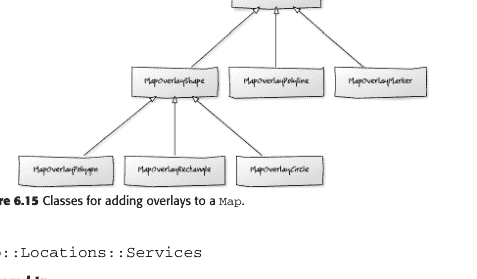 MapOverlayShape MapOverlayPolyline MapOverlayMarker
MapOverlayPolygon MapOverlayRectangle MapOverlayCircle
re 6.15 Classes for adding overlays to a Map.
::Locations::Services